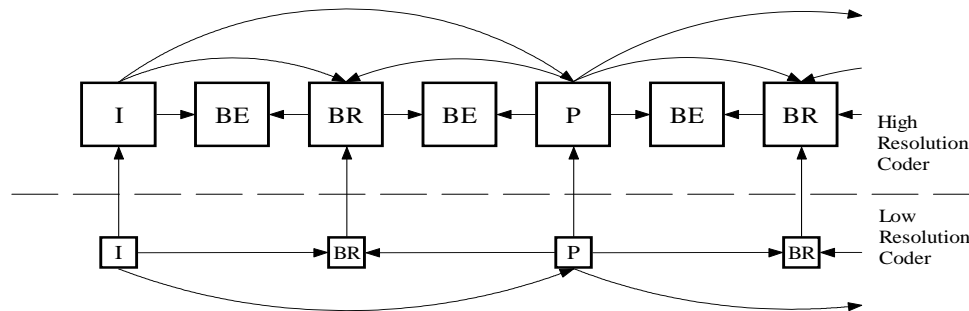 I BE BR BE P BE BR
High
Resolution
Coder
I BR P BR
Low
Resolution
Coder